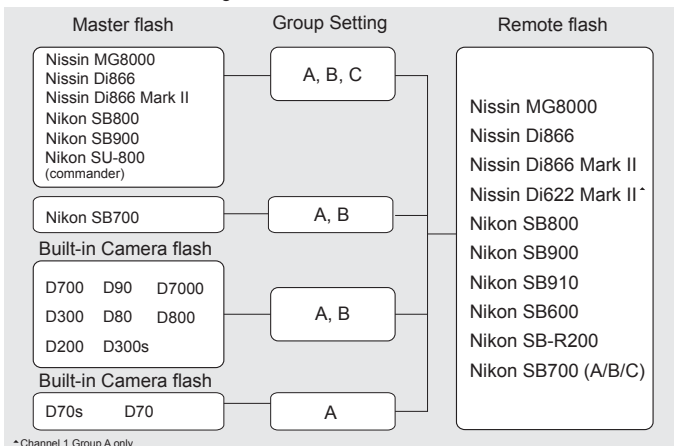 Master flash
Group Setting
Remote flash
Nissin MG8000
Nissin Di866
Nissin Di866 Mark II
Nikon SB800
Nikon SB900
Nikon SU-800
(commander)
A, B, C
Nikon SB700
A, B
Built-in Camera flash
D700 D90 D7000
D300 D80 D800
D200 D300s
A, B
Built-in Camera flash
D70s D70
A
Nissin MG8000
Nissin Di866
Nissin Di866 Mark II
Nissin Di622 Mark II*
Nikon SB800
Nikon SB900
Nikon SB910
Nikon SB600
Nikon SB-R200
Nikon SB700 (A/B/C)
*Channel 1 Group A only